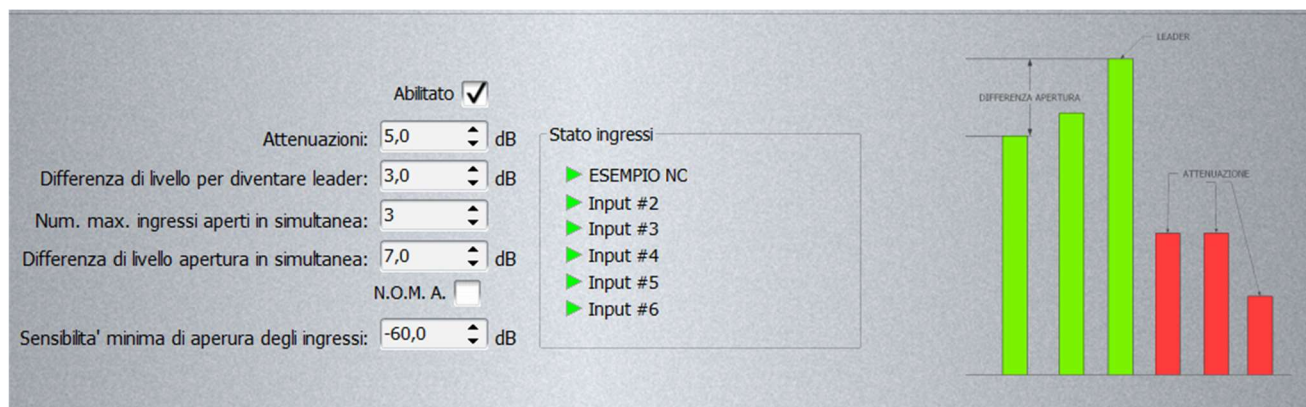 Abilitato
Attenuazioni: 5,0 dB
Differenza di livello per diventare leader: 3,0 dB
Num. max. ingressi aperti in simultanea: 3
Differenza di livello apertura in simultanea: 7,0 dB
N.O.M. A.
Sensibilita' minima di aperura degli ingressi: -60,0 dB
Stato ingressi
ESEMPIO NC
Input #2
Input #3
Input #4
Input #5
Input #6
LEADER
DIFFERENZA APERTURA
ATTENUAZIONE